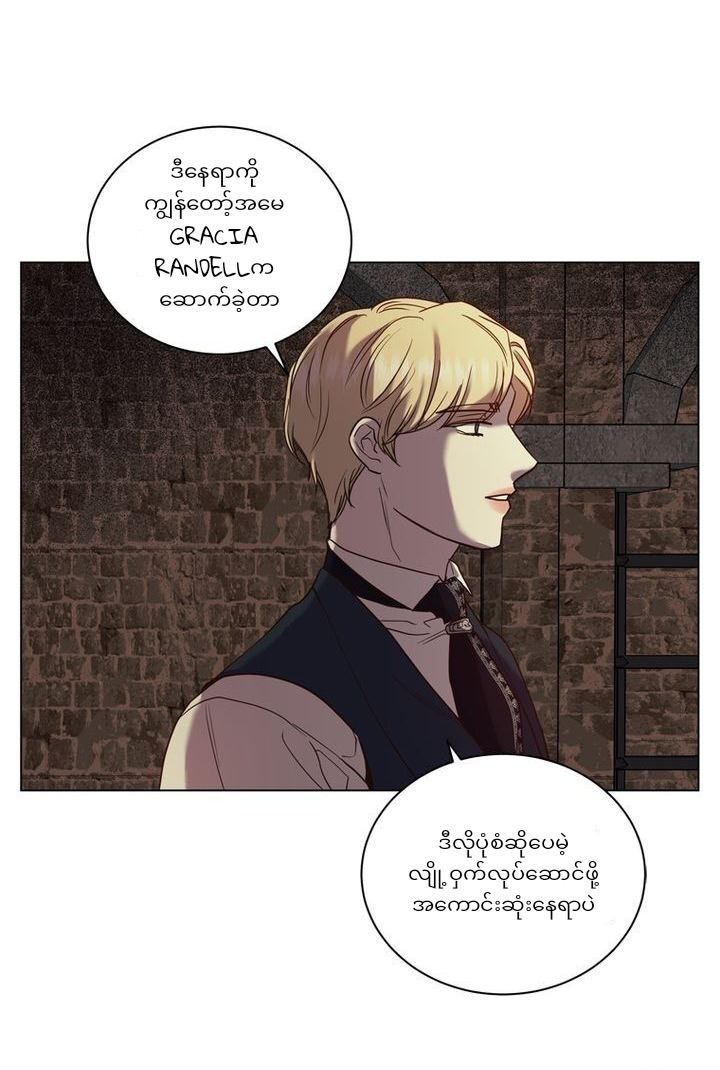 ဒီနေရာကို
ကျွန်တော့်အမေ
GRACIA
RANDELLက
ဆောက်ခဲ့တာ
ဒီလိုပုံစံဆိုပေမဲ့
လျှို့ဝှက်လုပ်ဆောင်ဖို့
အကောင်းဆုံးနေရာပဲ